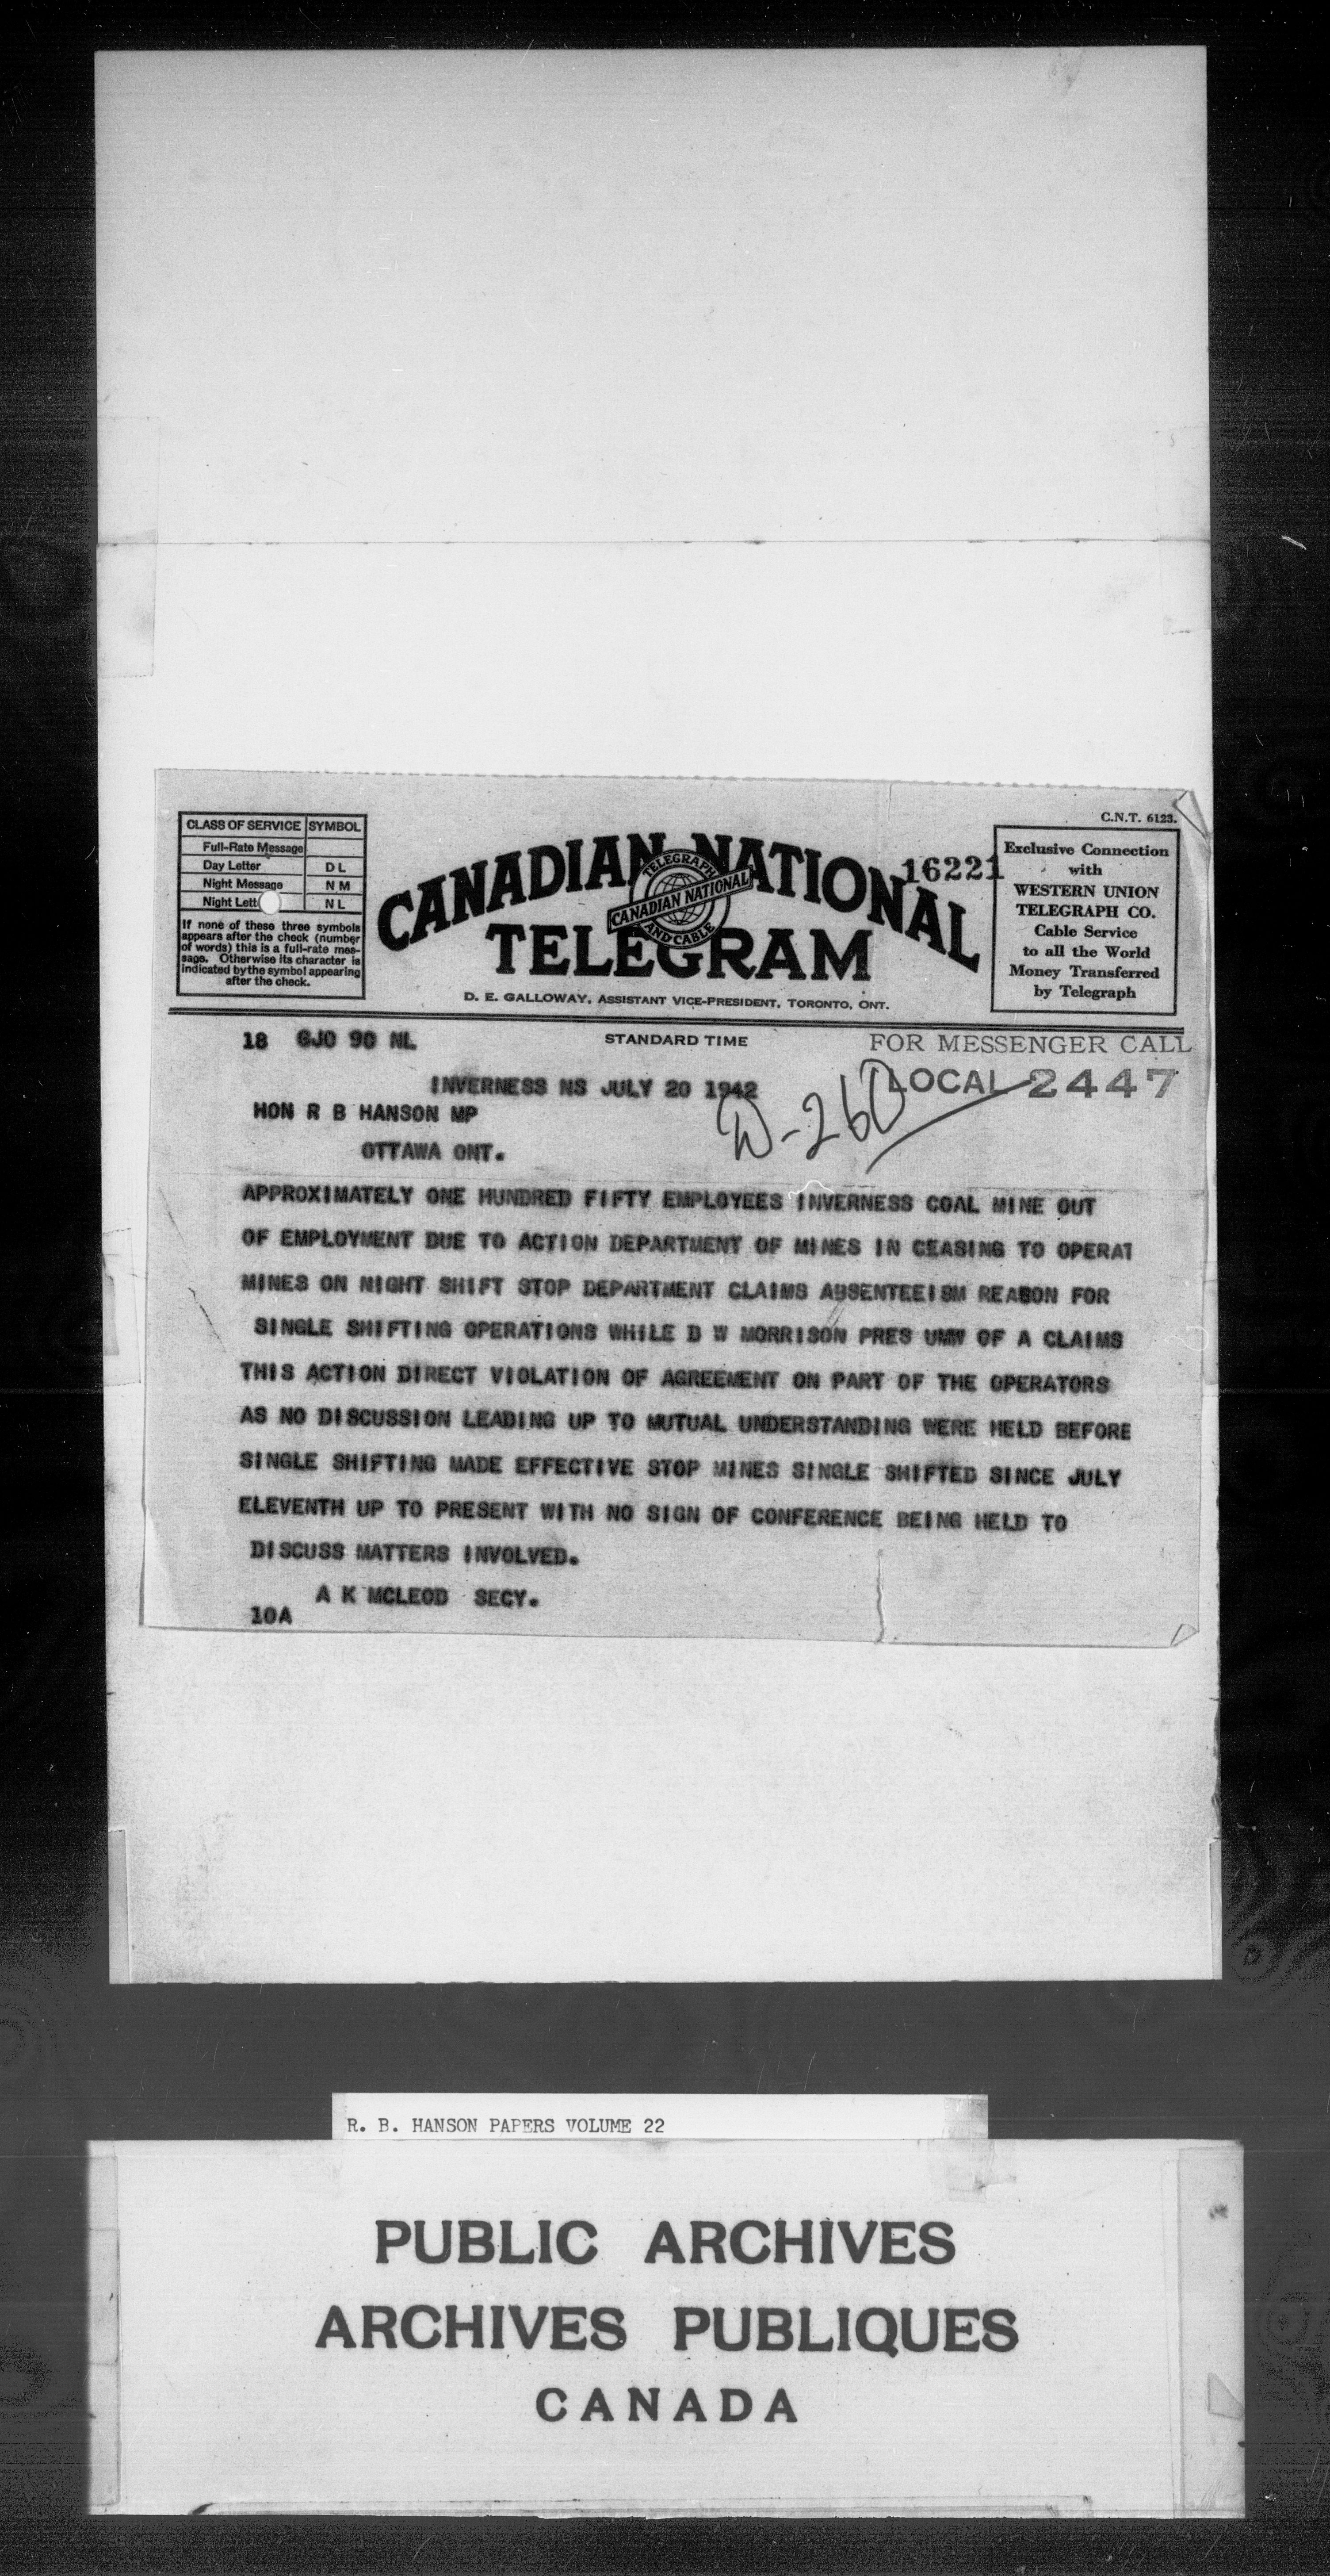 C.N.T. 6123.
CLASS OF SERVICE SYMBOL
Full-Rate Message
Day Letter D L
Night Message N M
Night Lett N L
If none of these three symbols
appears after the check (number
of words) this is a full-rate mes-
sage. Otherwise its character is
indicated by the symbol appearing
after the check.
CANADIAN NATIONAL
TELEGRAM
TELEGRAPH
CANADIAN NATIONAL
AND CABLE
16221
D. E. GALLOWAY, ASSISTANT VICE-PRESIDENT, TORONTO, ONT.
Exclusive Connection
with
WESTERN UNION
TELEGRAPH CO.
Cable Service
to all the World
Money Transferred
by Telegraph
18 GJO 90 NL
STANDARD TIME
FOR MESSENGER CALL
LOCAL 2447
INVERNESS NS JULY 20 1942
W-260
HON R B HANSON MP
OTTAWA ONT.
APPROXIMATELY ONE HUNDRED FIFTY EMPLOYEES INVERNESS COAL MINE OUT
OF EMPLOYMENT DUE TO ACTION DEPARTMENT OF MINES IN CEASING TO OPERAT
MINES ON NIGHT SHIFT STOP DEPARTMENT CLAIMS ABSENTEEISM REASON FOR
SINGLE SHIFTING OPERATIONS WHILE D W MORRISON PRES UMW OF A CLAIMS
THIS ACTION DIRECT VIOLATION OF AGREEMENT ON PART OF THE OPERATORS
AS NO DISCUSSION LEADING UP TO MUTUAL UNDERSTANDING WERE HELD BEFORE
SINGLE SHIFTING MADE EFFECTIVE STOP MINES SINGLE SHIFTED SINCE JULY
ELEVENTH UP TO PRESENT WITH NO SIGN OF CONFERENCE BEING HELD TO
DISCUSS MATTERS INVOLVED.
A K MCLEOD SECY.
10A
R. B. HANSON PAPERS VOLUME 22
PUBLIC ARCHIVES
ARCHIVES PUBLIQUES
CANADA